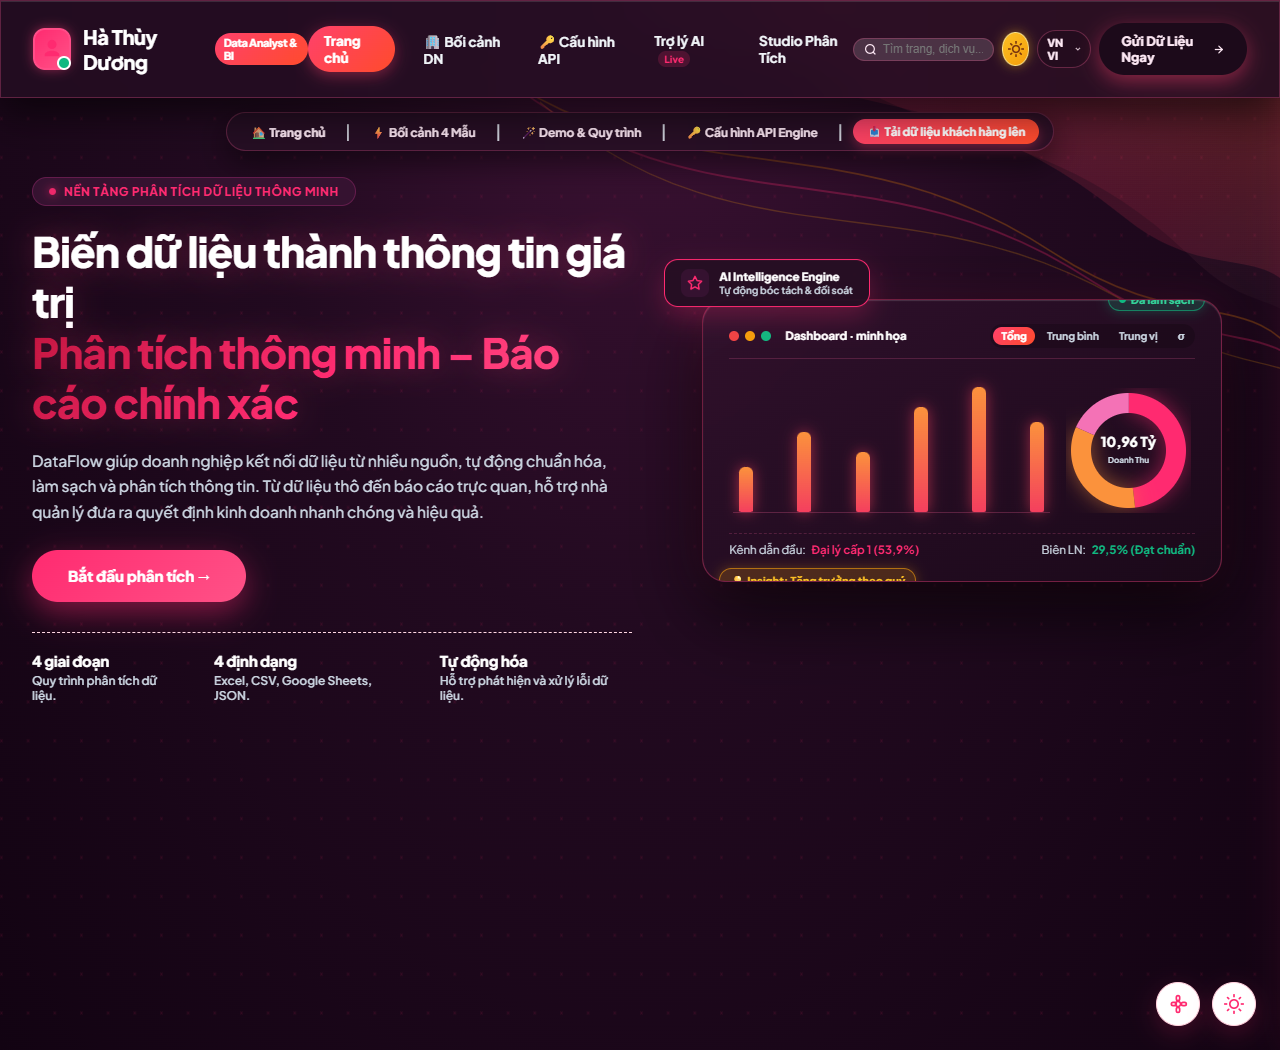 Hà Thùy
Dương
Data Analyst &
BI
Trang
chủ
Bối cảnh
DN
Cấu hình
API
Trợ lý AI
Live
Studio Phân
Tích
Tìm trang, dịch vụ...
VN
VI
Gửi Dữ Liệu
Ngay →
Trang chủ | Bối cảnh 4 Mẫu | Demo & Quy trình | Cấu hình API Engine | Tải dữ liệu khách hàng lên
NỀN TẢNG PHÂN TÍCH DỮ LIỆU THÔNG MINH
Biến dữ liệu thành thông tin giá
trị
Phân tích thông minh – Báo
cáo chính xác
DataFlow giúp doanh nghiệp kết nối dữ liệu từ nhiều nguồn, tự động chuẩn hóa,
làm sạch và phân tích thông tin. Từ dữ liệu thô đến báo cáo trực quan, hỗ trợ nhà
quản lý đưa ra quyết định kinh doanh nhanh chóng và hiệu quả.
Bắt đầu phân tích →
4 giai đoạn
Quy trình phân tích dữ
liệu.
4 định dạng
Excel, CSV, Google Sheets,
JSON.
Tự động hóa
Hỗ trợ phát hiện và xử lý lỗi dữ
liệu.
AI Intelligence Engine
Tự động bóc tách & đối soát
Đã làm sạch
Dashboard - minh họa
Tổng Trung bình Trung vị σ
10,96 Tỷ
Doanh Thu
Kênh dẫn đầu: Đại lý cấp 1 (53,9%)
Biên LN: 29,5% (Đạt chuẩn)
Insight: Tăng trưởng theo quý